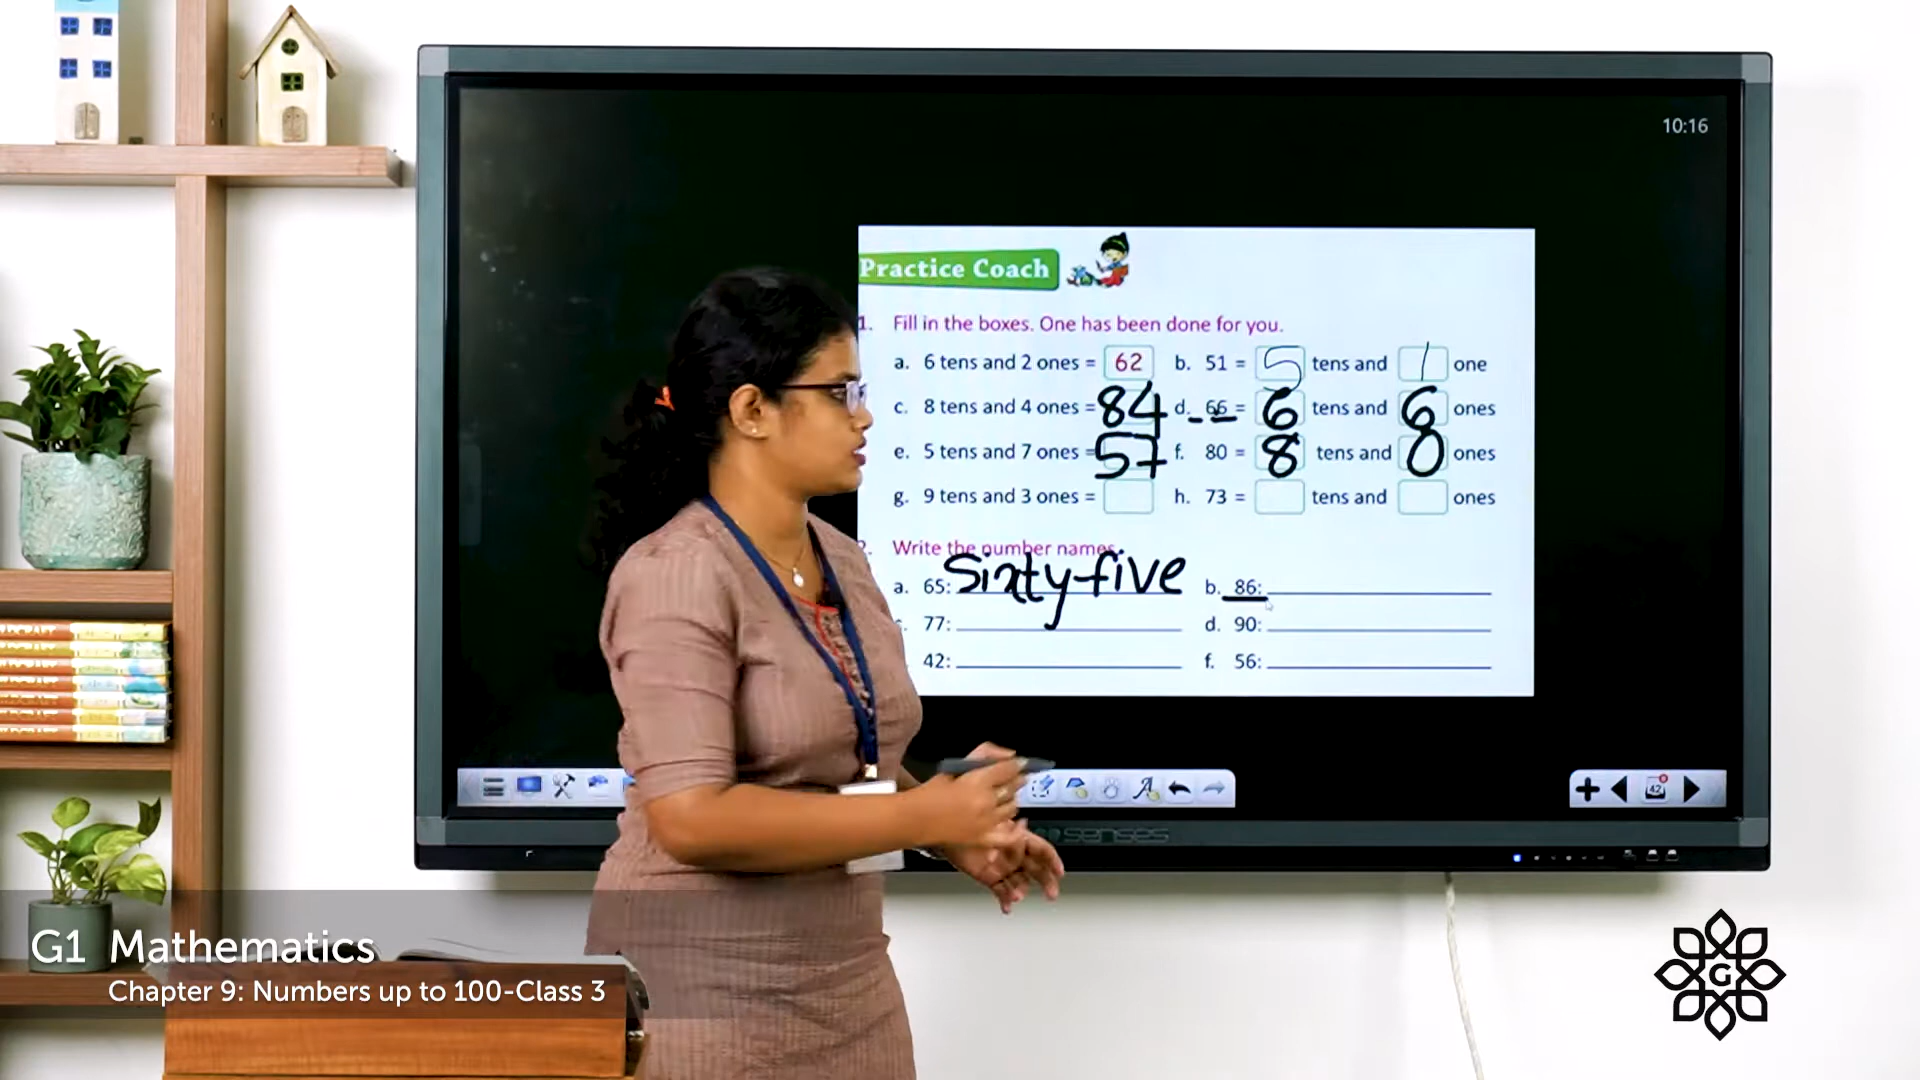 10:16
Practice Coach
1. Fill in the boxes. One has been done for you.
a. 6 tens and 2 ones = 62 b. 51 = 5 tens and 1 one
c. 8 tens and 4 ones = 84 d. 66 = 6 tens and 6 ones
e. 5 tens and 7 ones = 57 f. 80 = 8 tens and 0 ones
g. 9 tens and 3 ones = h. 73 = tens and ones
2. Write the number names.
a. 65: Sixty-five b. 86:
77: d. 90:
42: f. 56:
42
senses
G1 Mathematics
Chapter 9: Numbers up to 100-Class 3
G